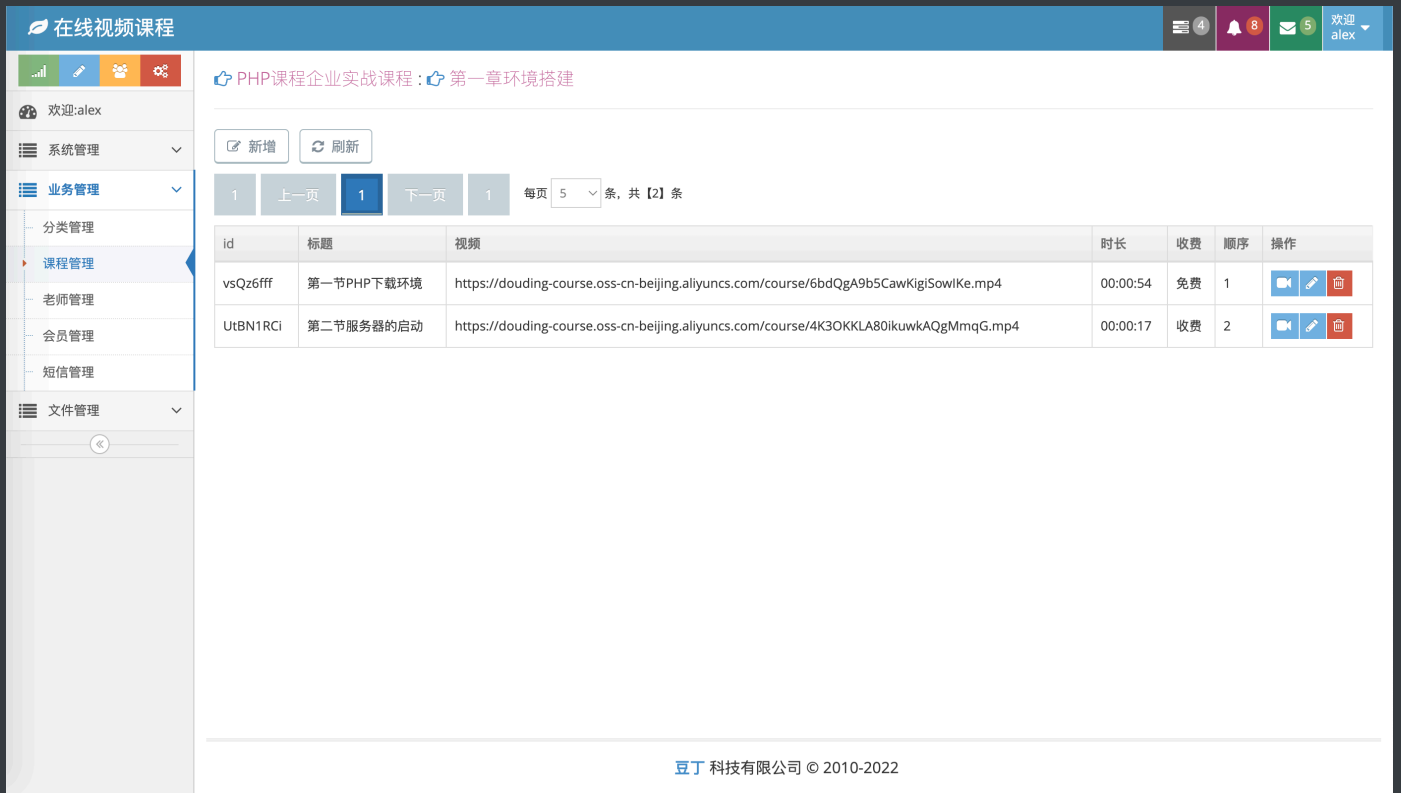 在线视频课程
4
8
5
欢迎
alex
欢迎:alex
系统管理
业务管理
分类管理
课程管理
老师管理
会员管理
短信管理
文件管理
PHP课程企业实战课程 : 第一章环境搭建
新增 刷新
1 上一页 1 下一页 1 每页 5 条，共【2】条
id 标题 视频 时长 收费 顺序 操作
vsQz6fff 第一节PHP下载环境 https://douding-course.oss-cn-beijing.aliyuncs.com/course/6bdQgA9b5CawKigiSowIKe.mp4 00:00:54 免费 1
UtBN1RCi 第二节服务器的启动 https://douding-course.oss-cn-beijing.aliyuncs.com/course/4K3OKKLA80ikuwkAQgMmqG.mp4 00:00:17 收费 2
豆丁 科技有限公司 © 2010-2022